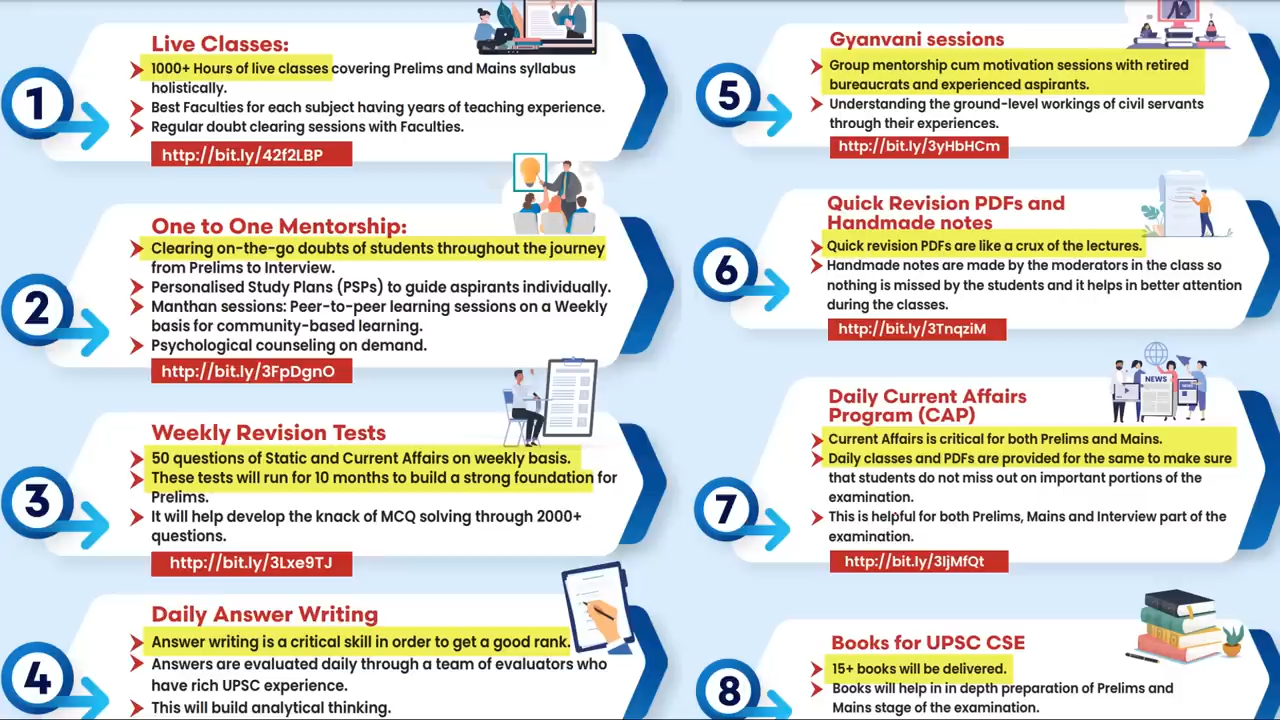 1
Live Classes:
1000+ Hours of live classes covering Prelims and Mains syllabus
holistically.
Best Faculties for each subject having years of teaching experience.
Regular doubt clearing sessions with Faculties.
http://bit.ly/42f2LBP
2
One to One Mentorship:
Clearing on-the-go doubts of students throughout the journey
from Prelims to Interview.
Personalised Study Plans (PSPs) to guide aspirants individually.
Manthan sessions: Peer-to-peer learning sessions on a Weekly
basis for community-based learning.
Psychological counseling on demand.
http://bit.ly/3FpDgnO
3
Weekly Revision Tests
50 questions of Static and Current Affairs on weekly basis.
These tests will run for 10 months to build a strong foundation for
Prelims.
It will help develop the knack of MCQ solving through 2000+
questions.
http://bit.ly/3Lxe9TJ
4
Daily Answer Writing
Answer writing is a critical skill in order to get a good rank.
Answers are evaluated daily through a team of evaluators who
have rich UPSC experience.
This will build analytical thinking.
5
Gyanvani sessions
Group mentorship cum motivation sessions with retired
bureaucrats and experienced aspirants.
Understanding the ground-level workings of civil servants
through their experiences.
http://bit.ly/3yHbHCm
6
Quick Revision PDFs and
Handmade notes
Quick revision PDFs are like a crux of the lectures.
Handmade notes are made by the moderators in the class so
nothing is missed by the students and it helps in better attention
during the classes.
http://bit.ly/3TnqziM
7
Daily Current Affairs
Program (CAP)
NEWS
NEWS
Current Affairs is critical for both Prelims and Mains.
Daily classes and PDFs are provided for the same to make sure
that students do not miss out on important portions of the
examination.
This is helpful for both Prelims, Mains and Interview part of the
examination.
http://bit.ly/3IjMfQt
8
Books for UPSC CSE
15+ books will be delivered.
Books will help in in depth preparation of Prelims and
Mains stage of the examination.